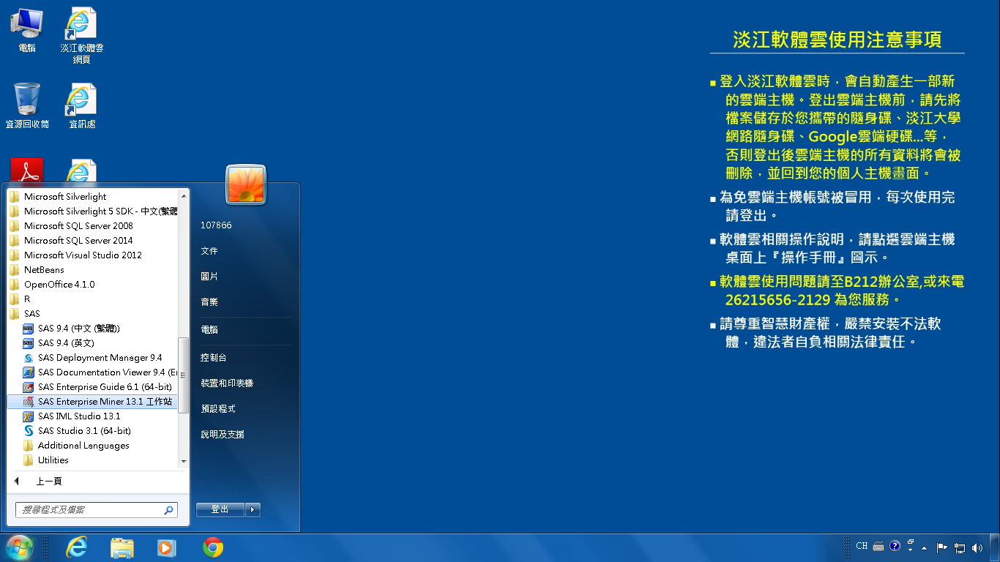 電腦
淡江軟體雲
網頁
資源回收筒
資訊處
Microsoft Silverlight
Microsoft Silverlight 5 SDK - 中文(繁體
Microsoft SQL Server 2008
Microsoft SQL Server 2014
Microsoft Visual Studio 2012
NetBeans
OpenOffice 4.1.0
R
SAS
SAS 9.4 (中文 (繁體))
SAS 9.4 (英文)
SAS Deployment Manager 9.4
SAS Documentation Viewer 9.4 (En
SAS Enterprise Guide 6.1 (64-bit)
SAS Enterprise Miner 13.1 工作站
SAS IML Studio 13.1
SAS Studio 3.1 (64-bit)
Additional Languages
Utilities
上一頁
搜尋程式及檔案
107866
文件
圖片
音樂
電腦
控制台
裝置和印表機
預設程式
說明及支援
登出
淡江軟體雲使用注意事項
■ 登入淡江軟體雲時，會自動產生一部新
的雲端主機。登出雲端主機前，請先將
檔案儲存於您攜帶的隨身碟、淡江大學
網路隨身碟、Google雲端硬碟...等，
否則登出後雲端主機的所有資料將會被
刪除，並回到您的個人主機畫面。
■ 為免雲端主機帳號被冒用，每次使用完
請登出。
■ 軟體雲相關操作說明，請點選雲端主機
桌面上『操作手冊』圖示。
■ 軟體雲使用問題請至B212辦公室,或來電
26215656-2129 為您服務。
■ 請尊重智慧財產權，嚴禁安裝不法軟
體，違法者自負相關法律責任。
CH